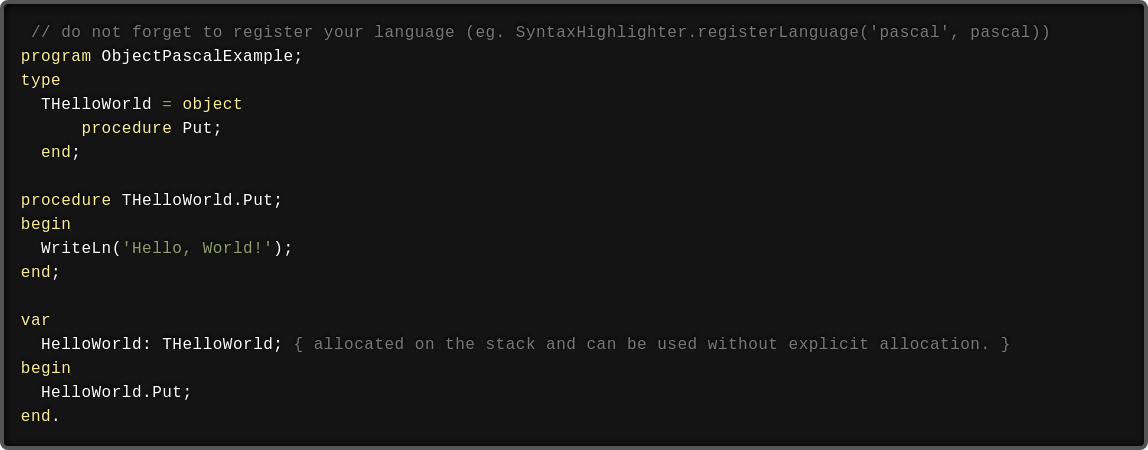 // do not forget to register your language (eg. SyntaxHighlighter.registerLanguage('pascal', pascal))
program ObjectPascalExample;
type
  THelloWorld = object
      procedure Put;
  end;

procedure THelloWorld.Put;
begin
  WriteLn('Hello, World!');
end;

var
  HelloWorld: THelloWorld; { allocated on the stack and can be used without explicit allocation. }
begin
  HelloWorld.Put;
end.